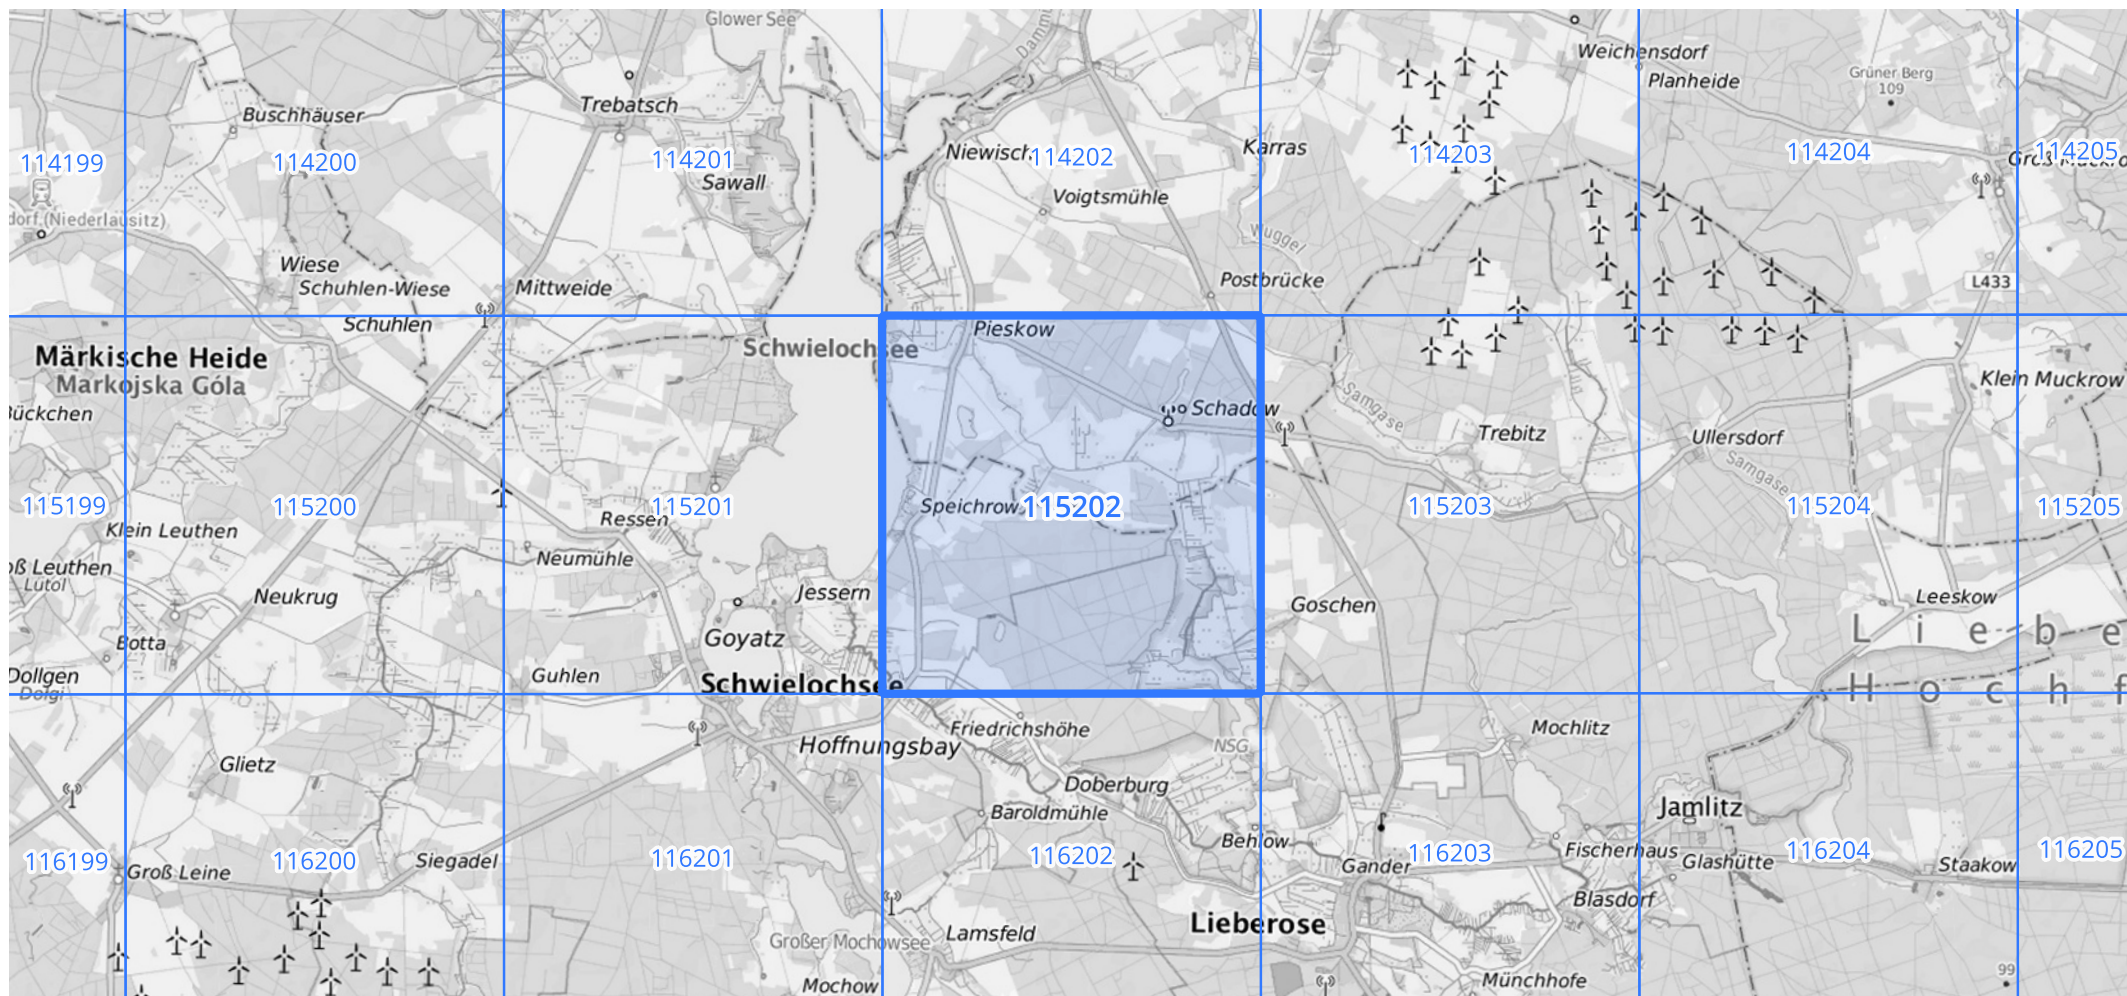 Glower See
Weichensdorf
Planheide
Grüner Berg
109
Trebatsch
Buschhäuser
Niewisch
Karras
114199
114200
114201
114202
114203
114204
114205
Sawall
Voigtsmühle
dorf (Niederlausitz)
Wuggel
Wiese
Schuhlen-Wiese
Mittweide
Postbrücke
L433
Schuhlen
Pieskow
Märkische Heide
Markojska Góla
Schwielochsee
Klein Muckrow
Bückchen
Schadow
Samgase
Trebitz
Ullersdorf
Samgase
115199
115200
115201
Speichrow
115202
115203
115204
115205
Klein Leuthen
Ressen
Neumühle
oß Leuthen
Lutol
Neukrug
Jessern
Goschen
Leeskow
Botta
Goyatz
L i e b e
Dollgen
Dolgi
Guhlen
Schwielochsee
H o c h f
Friedrichshöhe
Hoffnungsbay
NSG
Mochlitz
Glietz
Doberburg
Baroldmühle
Jamlitz
Behlow
116199
116200
116201
116202
116203
116204
116205
Groß Leine
Siegadel
Gander
Fischerhaus
Glashütte
Staakow
Blasdorf
Lieberose
Großer Mochowsee
Lamsfeld
Mochow
Münchhofe
99